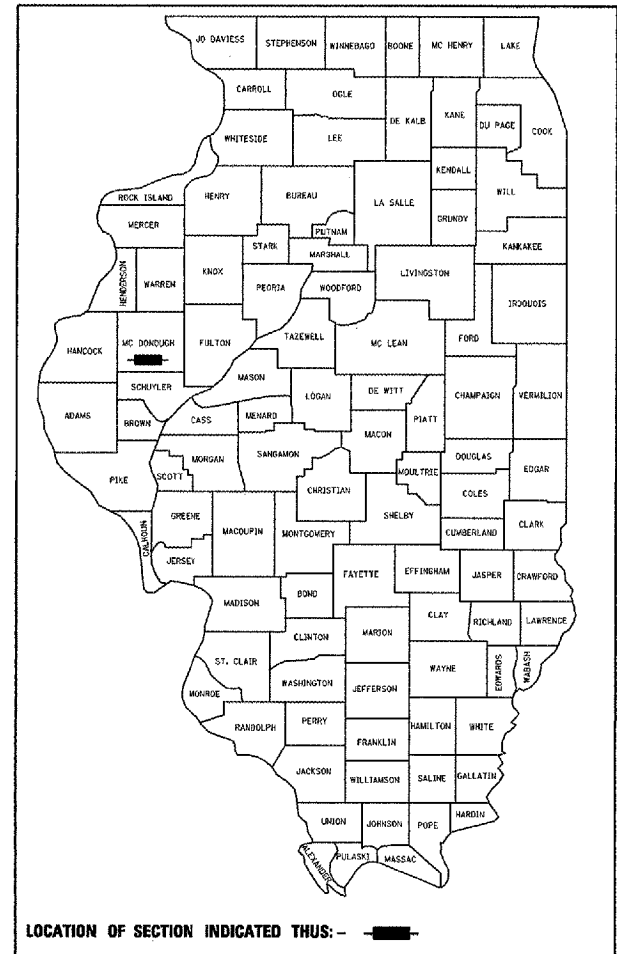 JO DAVIESS STEPHENSON WINNEBAGO BOONE MC HENRY LAKE
CARROLL OGLE DE KALB KANE DU PAGE COOK
WHITESIDE LEE
KENDALL WILL
ROCK ISLAND HENRY BUREAU LA SALLE GRUNDY
MERCER PUTNAM
STARK MARSHALL KANKAKEE
HENDERSON WARREN KNOX PEORIA WOODFORD LIVINGSTON IROQUOIS
HANCOCK MC DONOUGH FULTON TAZEWELL MC LEAN FORD
SCHUYLER MASON LOGAN DE WITT CHAMPAIGN VERMILION
ADAMS BROWN CASS MENARD PIATT
MACON
PIKE SCOTT MORGAN SANGAMON MOULTRIE DOUGLAS EDGAR
CHRISTIAN COLES
CALHOUN GREENE MACOUPIN MONTGOMERY SHELBY CUMBERLAND CLARK
JERSEY
FAYETTE EFFINGHAM JASPER CRAWFORD
MADISON BOND
CLAY RICHLAND LAWRENCE
CLINTON MARION
ST. CLAIR WAYNE EDWARDS WABASH
MONROE WASHINGTON JEFFERSON
RANDOLPH PERRY HAMILTON WHITE
FRANKLIN
JACKSON WILLIAMSON SALINE GALLATIN
UNION JOHNSON POPE HARDIN
ALEXANDER PULASKI MASSAC
LOCATION OF SECTION INDICATED THUS: –